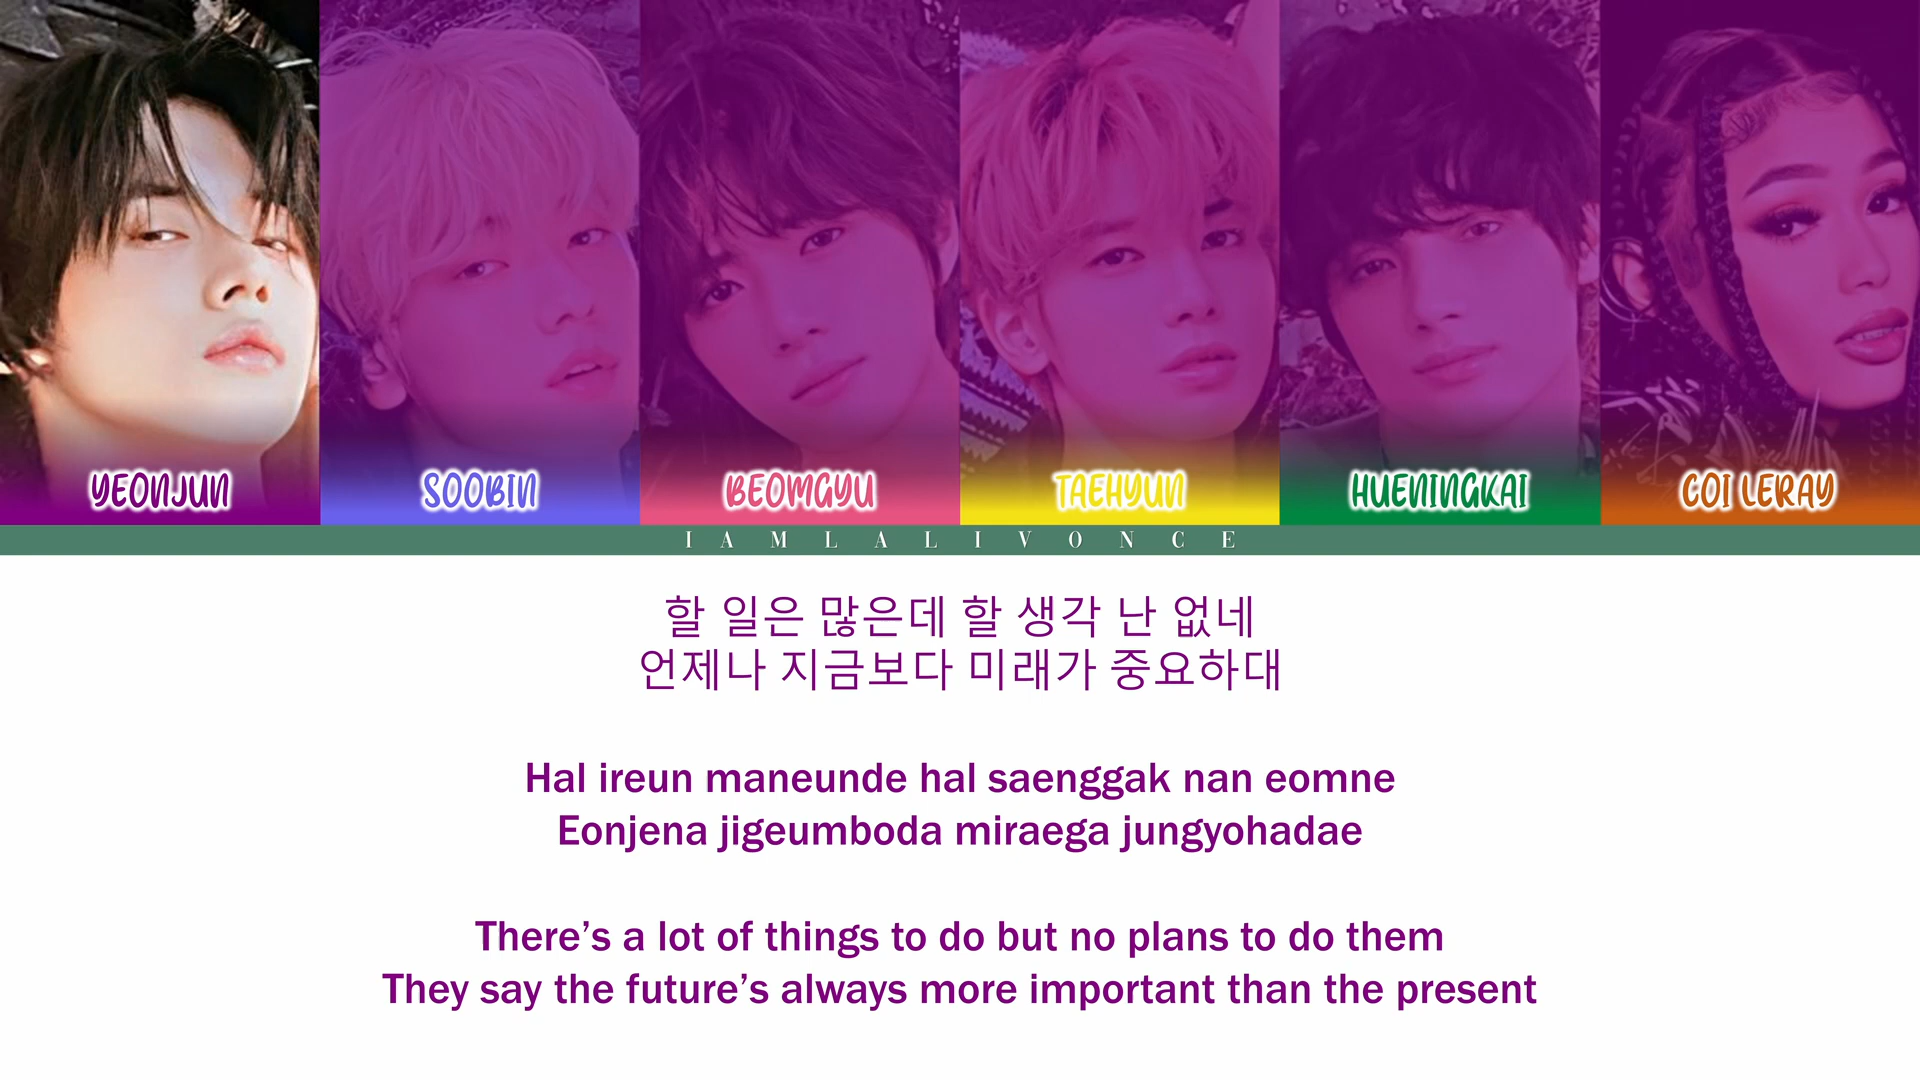 YEONJUN
SOOBIN
BEOMGYU
TAEHYUN
HUENINGKAI
COI LERAY
IAMLALIVONCE
할 일은 많은데 할 생각 난 없네
언제나 지금보다 미래가 중요하대
Hal ireun maneunde hal saenggak nan eomne
Eonjena jigeumboda miraega jungyohadae
There’s a lot of things to do but no plans to do them
They say the future’s always more important than the present